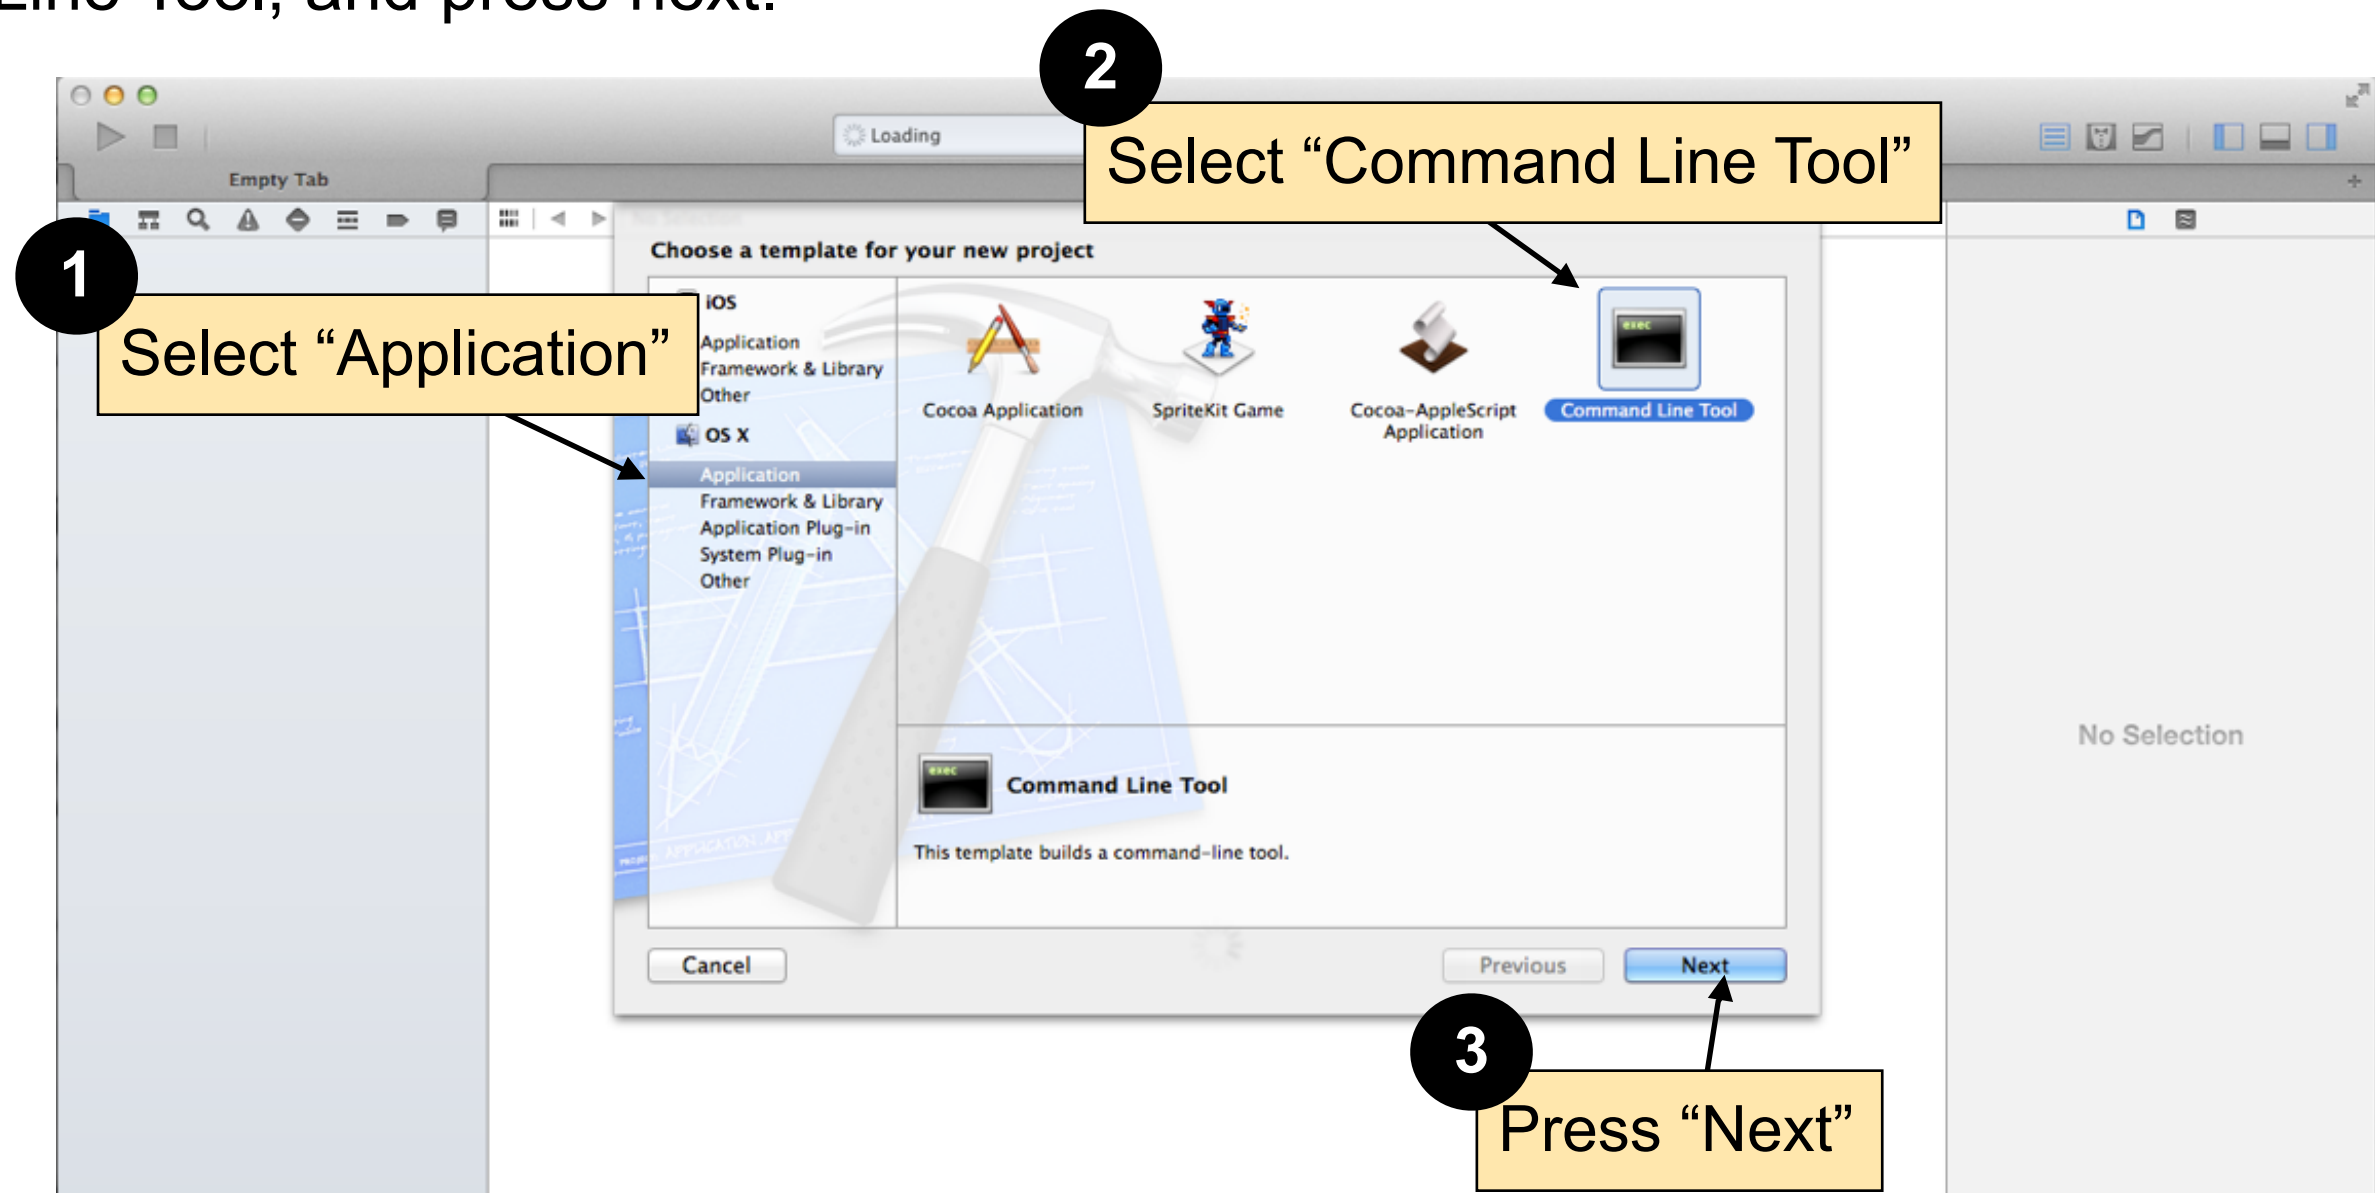 Line Tool, and press next.
2
Select “Command Line Tool”
Loading
Empty Tab
No Selection
1
Select “Application”
Choose a template for your new project
iOS
Application
Framework & Library
Other
OS X
Application
Framework & Library
Application Plug-in
System Plug-in
Other
exec
Cocoa Application
SpriteKit Game
Cocoa-AppleScript
Application
Command Line Tool
exec
Command Line Tool
This template builds a command-line tool.
No Selection
Cancel
Previous
Next
3
Press “Next”